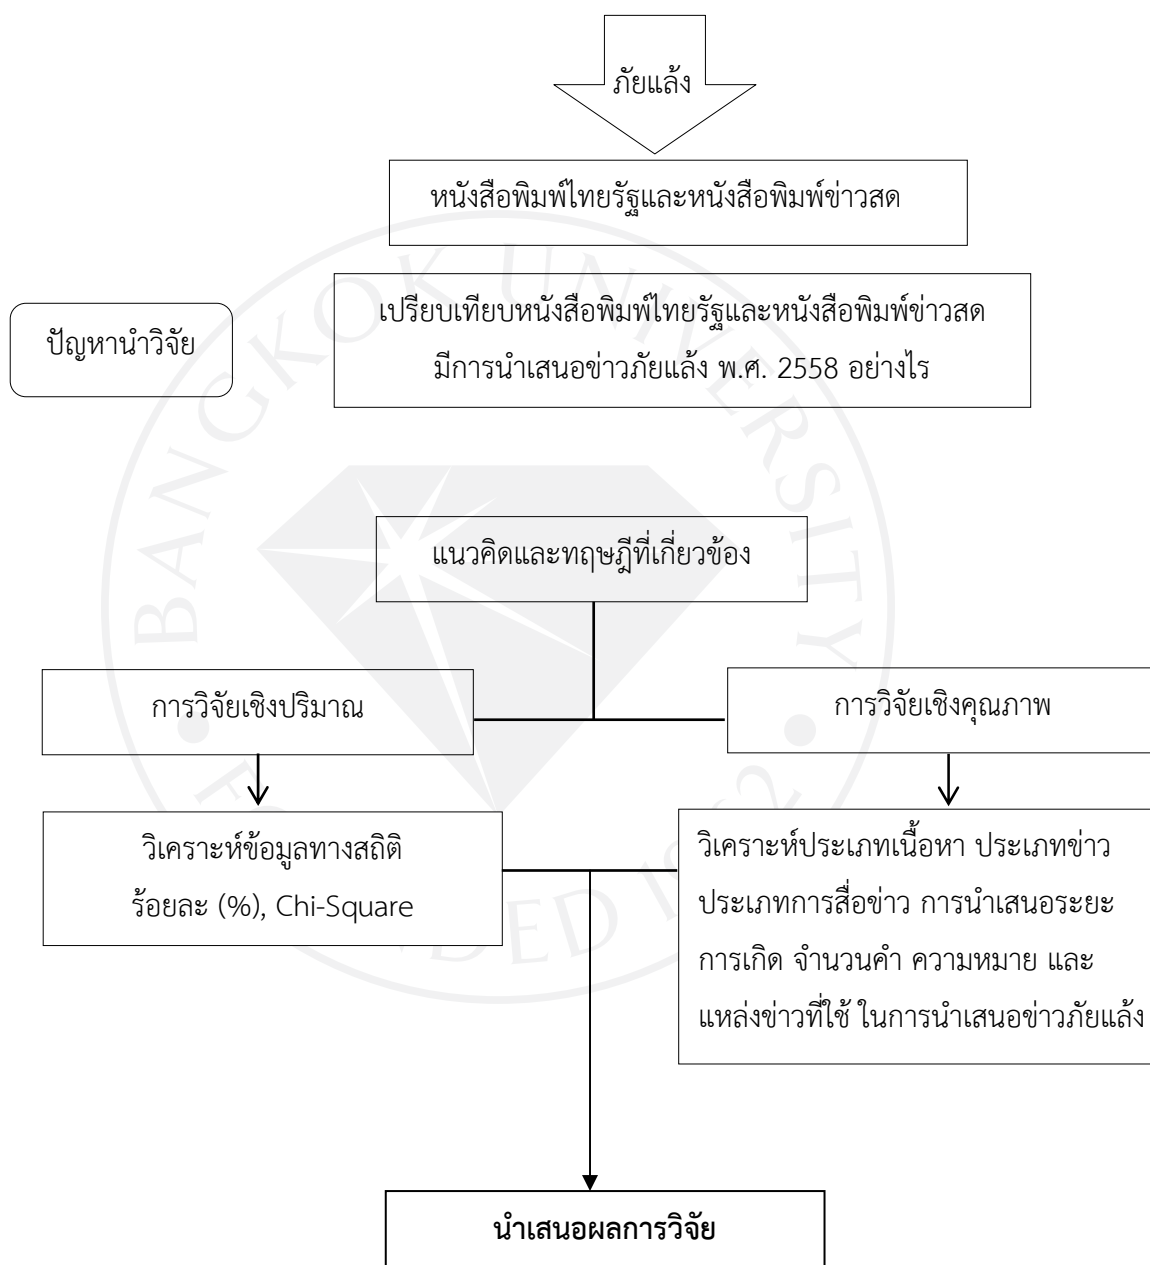 ภัยแล้ง
หนังสือพิมพ์ไทยรัฐและหนังสือพิมพ์ข่าวสด
ปัญหานำวิจัย
เปรียบเทียบหนังสือพิมพ์ไทยรัฐและหนังสือพิมพ์ข่าวสด
มีการนำเสนอข่าวภัยแล้ง พ.ศ. 2558 อย่างไร
BANGKOK UNIVERSITY
แนวคิดและทฤษฎีที่เกี่ยวข้อง
การวิจัยเชิงปริมาณ
การวิจัยเชิงคุณภาพ
วิเคราะห์ข้อมูลทางสถิติ
ร้อยละ (%), Chi-Square
วิเคราะห์ประเภทเนื้อหา ประเภทข่าว
ประเภทการสื่อข่าว การนำเสนอระยะ
การเกิด จำนวนคำ ความหมาย และ
แหล่งข่าวที่ใช้ ในการนำเสนอข่าวภัยแล้ง
นำเสนอผลการวิจัย